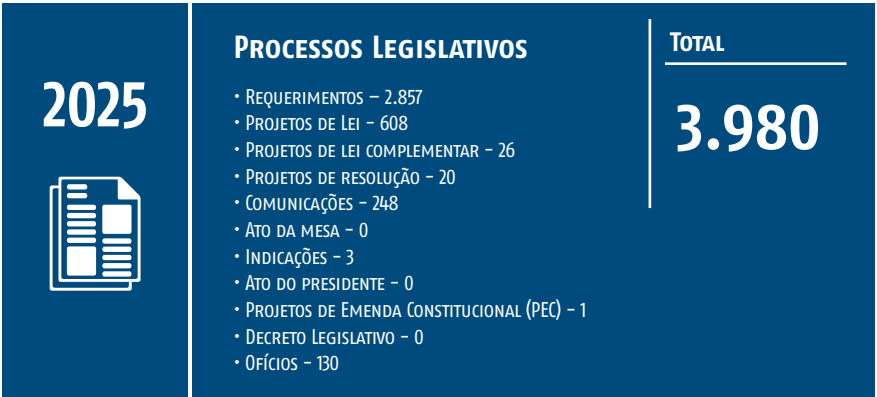 2025
Processos Legislativos
• Requerimentos – 2.857
• Projetos de Lei – 608
• Projetos de lei complementar – 26
• Projetos de resolução – 20
• Comunicações – 248
• Ato da mesa – 0
• Indicações – 3
• Ato do presidente – 0
• Projetos de Emenda Constitucional (PEC) – 1
• Decreto Legislativo – 0
• Ofícios – 130
Total
3.980